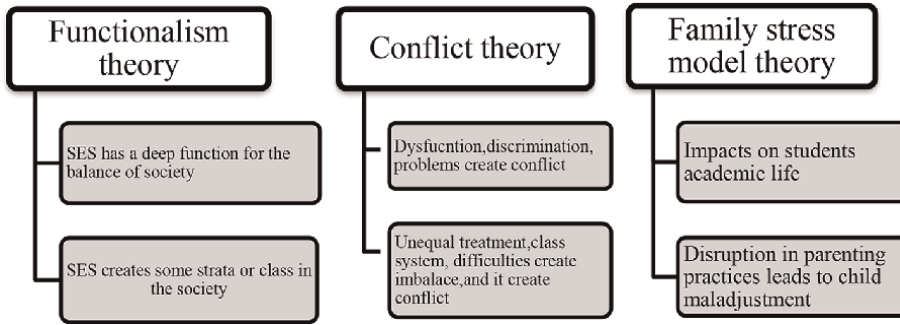 Functionalism
theory
SES has a deep function for the
balance of society
SES creates some strata or class in
the society
Conflict theory
Dysfucntion,discrimination,
problems create conflict
Unequal treatment,class
system, difficulties create
imbalace,and it create
conflict
Family stress
model theory
Impacts on students
academic life
Disruption in parenting
practices leads to child
maladjustment